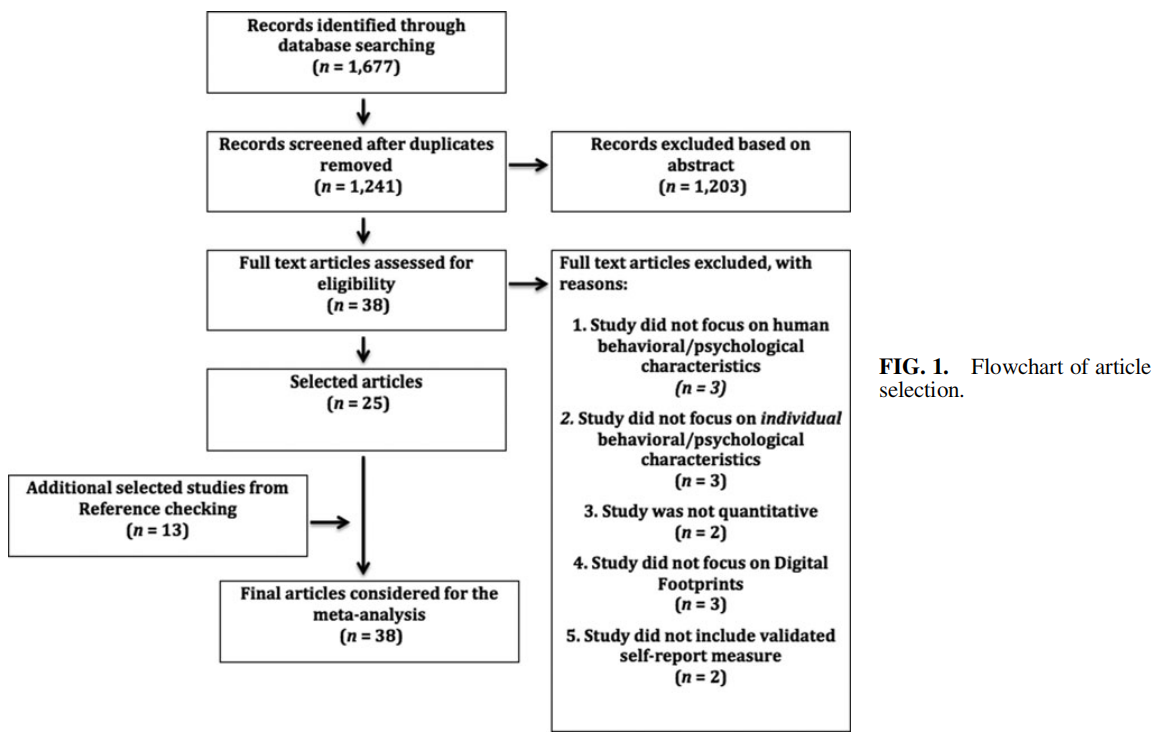 Records identified through
database searching
(n = 1,677)
Records screened after duplicates
removed
(n = 1,241)
Records excluded based on
abstract
(n = 1,203)
Full text articles assessed for
eligibility
(n = 38)
Full text articles excluded, with
reasons:
1. Study did not focus on human
behavioral/psychological
characteristics
(n = 3)
2. Study did not focus on individual
behavioral/psychological
characteristics
(n = 3)
3. Study was not quantitative
(n = 2)
4. Study did not focus on Digital
Footprints
(n = 3)
5. Study did not include validated
self-report measure
(n = 2)
Selected articles
(n = 25)
Additional selected studies from
Reference checking
(n = 13)
Final articles considered for the
meta-analysis
(n = 38)
FIG. 1. Flowchart of article
selection.